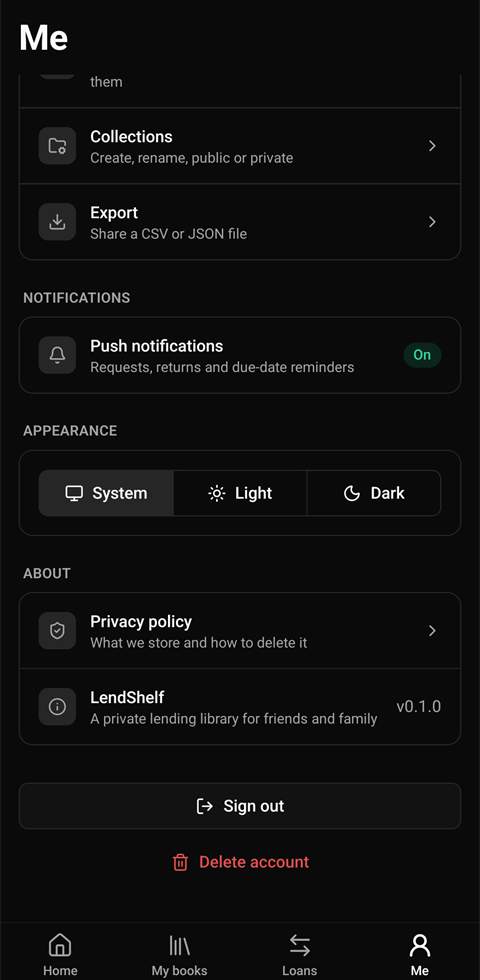 Me
them
Collections
Create, rename, public or private
Export
Share a CSV or JSON file
NOTIFICATIONS
Push notifications
Requests, returns and due-date reminders
On
APPEARANCE
System
Light
Dark
ABOUT
Privacy policy
What we store and how to delete it
LendShelf
A private lending library for friends and family
v0.1.0
Sign out
Delete account
Home
My books
Loans
Me